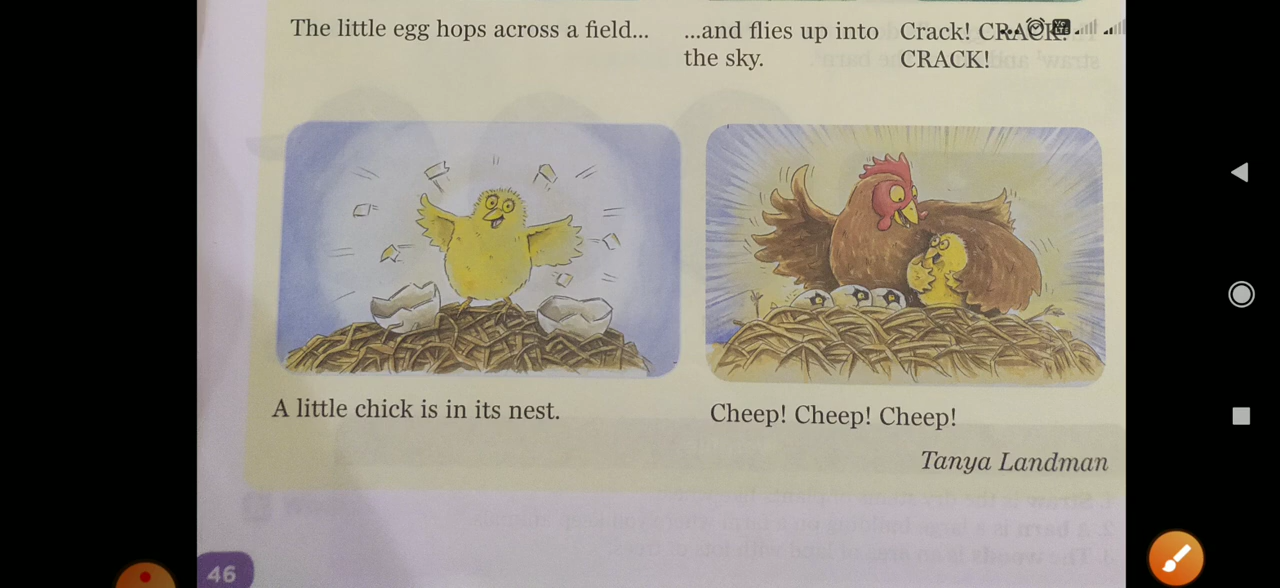 The little egg hops across a field...
...and flies up into
the sky.
Crack! CRACK!
CRACK!
A little chick is in its nest.
Cheep! Cheep! Cheep!
Tanya Landman
46